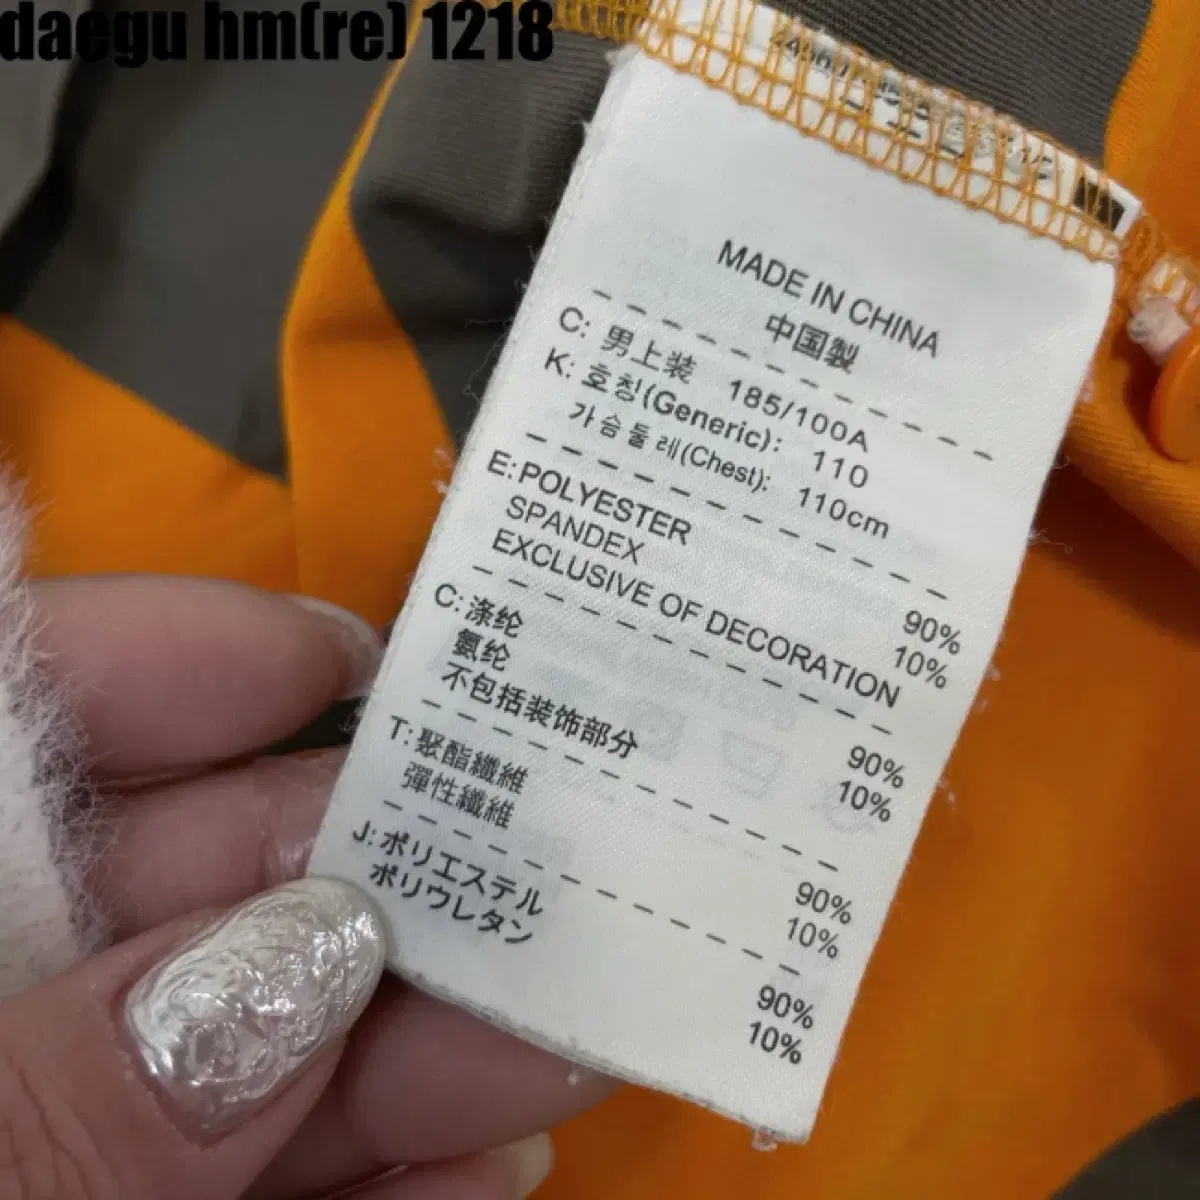 daegu hm(re) 1218
MADE IN CHINA
中国製
C: 男上装 185/100A
K: 호칭(Generic): 110
가슴둘레(Chest): 110cm
E: POLYESTER 90%
SPANDEX 10%
EXCLUSIVE OF DECORATION
C: 涤纶 90%
氨纶 10%
不包括装饰部分
T: 聚酯纖維 90%
彈性纖維 10%
J: ポリエステル 90%
ポリウレタン 10%